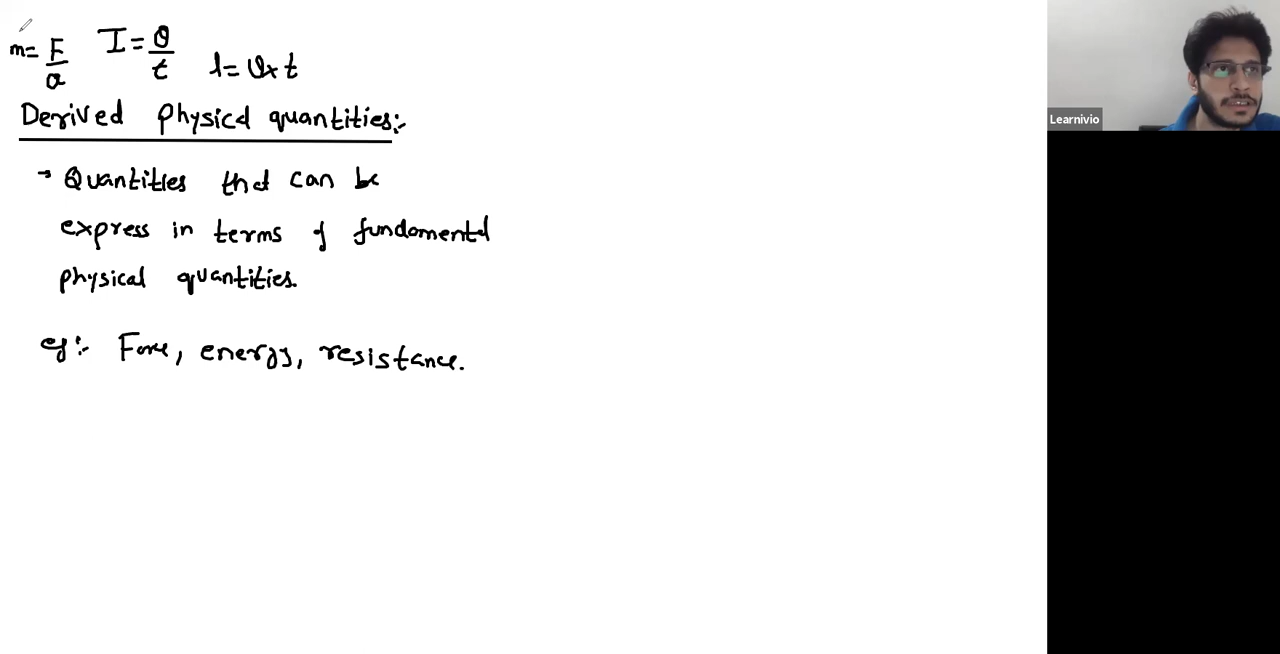 m = F/a I = Q/t l = v × t
Derived Physical quantities:-
→ Quantities that can be
express in terms of fundamental
physical quantities.
eg:- Force, energy, resistance.
Learnivio